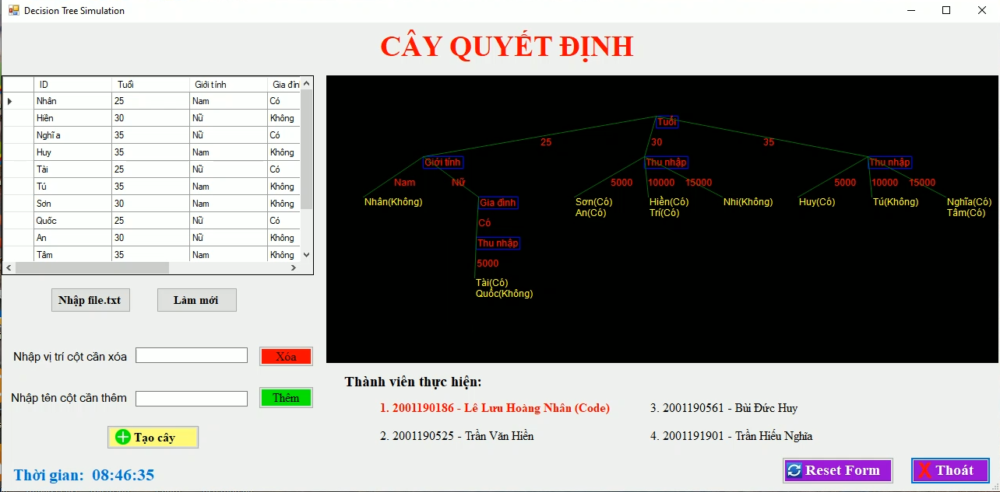 Decision Tree Simulation
CÂY QUYẾT ĐỊNH
ID Tuổi Giới tính Gia đìn
Nhân 25 Nam Có
Hiền 30 Nữ Không
Nghĩa 35 Nữ Có
Huy 35 Nam Không
Tài 25 Nữ Có
Tú 35 Nam Không
Sơn 30 Nam Không
Quốc 25 Nữ Có
An 30 Nữ Không
Tâm 35 Nam Không
Tuổi
25 30 35
Giới tính Thu nhập Thu nhập
Nam Nữ 5000 10000 15000 5000 10000 15000
Nhân(Không) Gia đình Sơn(Có) Hiền(Có) Nhi(Không) Huy(Có) Tú(Không) Nghĩa(Có)
An(Có) Trí(Có) Tâm(Có)
Có
Thu nhập
5000
Tài(Có)
Quốc(Không)
Nhập file.txt Làm mới
Nhập vị trí cột cần xóa Xóa
Nhập tên cột cần thêm Thêm
Tạo cây
Thời gian: 08:46:35
Thành viên thực hiện:
1. 2001190186 - Lê Lưu Hoàng Nhân (Code) 3. 2001190561 - Bùi Đức Huy
2. 2001190525 - Trần Văn Hiền 4. 2001191901 - Trần Hiếu Nghĩa
Reset Form Thoát